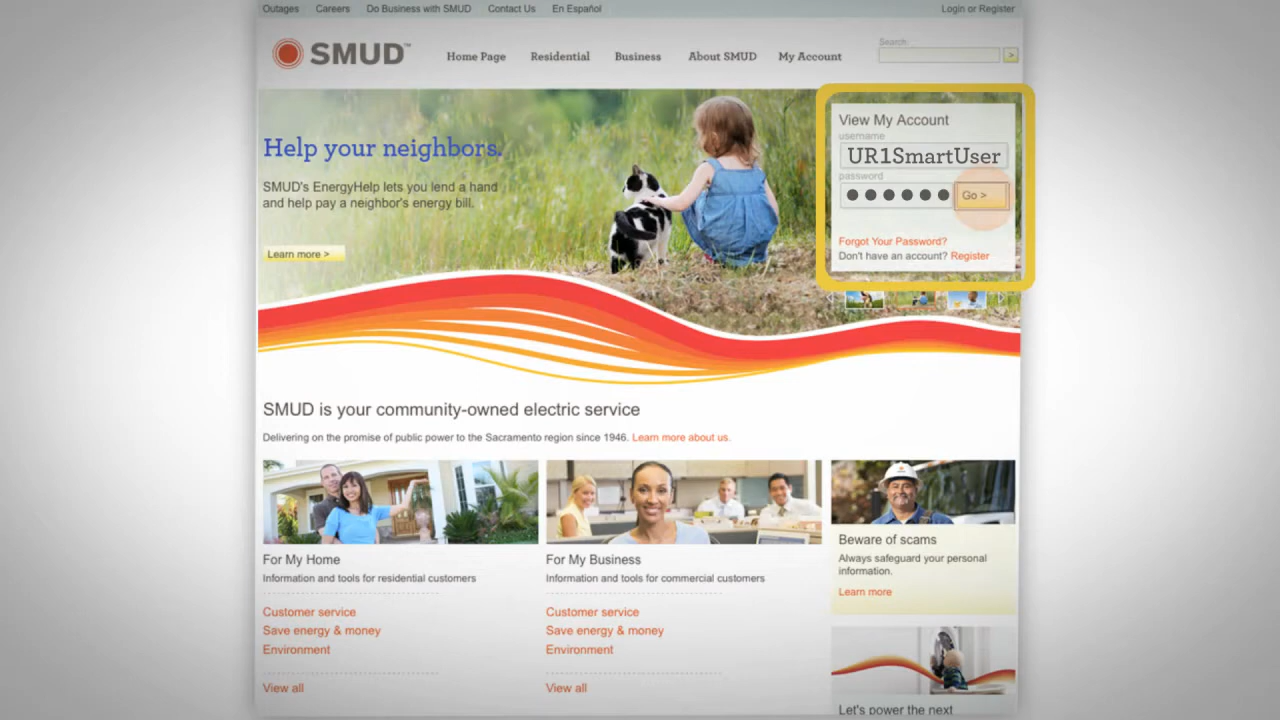 Outages Careers Do Business with SMUD Contact Us En Español Login or Register
SMUD™ Home Page Residential Business About SMUD My Account Search: >
View My Account
username
UR1SmartUser
password
Go >
Forgot Your Password?
Don't have an account? Register
Help your neighbors.
SMUD's EnergyHelp lets you lend a hand
and help pay a neighbor's energy bill.
Learn more >
SMUD is your community-owned electric service
Delivering on the promise of public power to the Sacramento region since 1946. Learn more about us.
For My Home
Information and tools for residential customers
Customer service
Save energy & money
Environment
View all
For My Business
Information and tools for commercial customers
Customer service
Save energy & money
Environment
View all
Beware of scams
Always safeguard your personal
information.
Learn more
Let's power the next